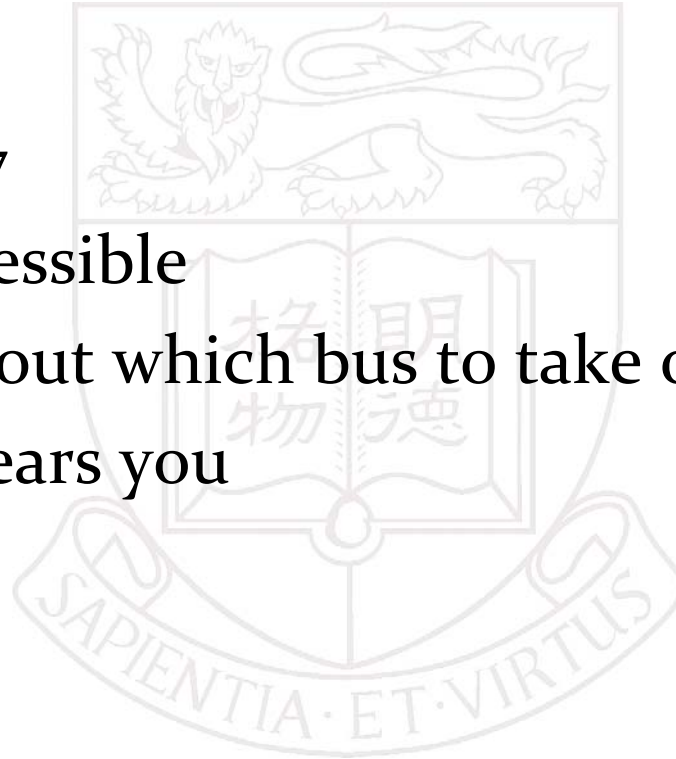 y
essible
out which bus to take o
ears you
格 明
物 德
SAPIENTIA·ET·VIRTUS